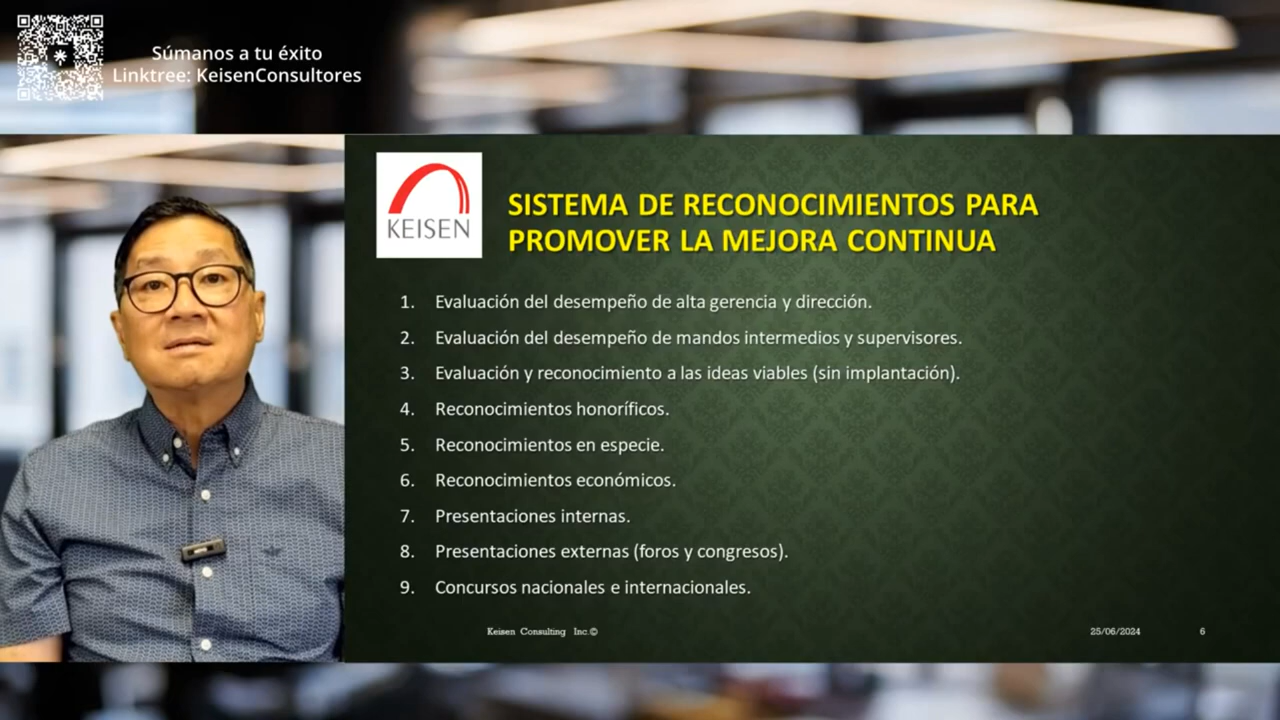 Súmanos a tu éxito
Linktree: KeisenConsultores
KEISEN
SISTEMA DE RECONOCIMIENTOS PARA
PROMOVER LA MEJORA CONTINUA
1. Evaluación del desempeño de alta gerencia y dirección.
2. Evaluación del desempeño de mandos intermedios y supervisores.
3. Evaluación y reconocimiento a las ideas viables (sin implantación).
4. Reconocimientos honoríficos.
5. Reconocimientos en especie.
6. Reconocimientos económicos.
7. Presentaciones internas.
8. Presentaciones externas (foros y congresos).
9. Concursos nacionales e internacionales.
Keisen Consulting Inc.© 25/06/2024 6